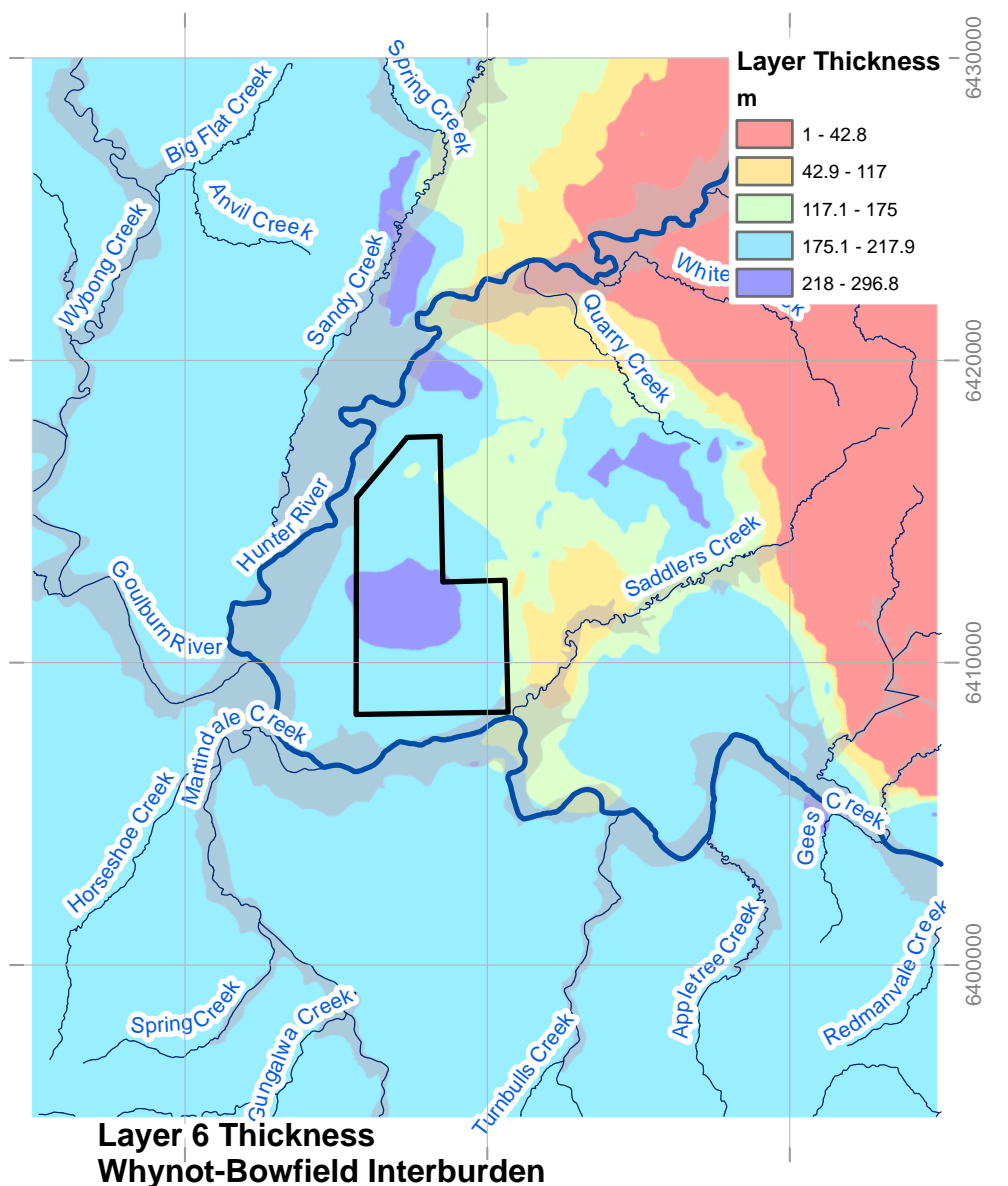 Layer Thickness
m
1 - 42.8
42.9 - 117
117.1 - 175
175.1 - 217.9
218 - 296.8
6430000
6420000
6410000
6400000
Spring Creek
Big Flat Creek
Anvil Creek
Wybong Creek
Sandy Creek
White
Quarry Creek
Hunter River
Saddlers Creek
Goulburn River
Martindale Creek
Horseshoe Creek
Gees Creek
Appletree Creek
Redmanvale Creek
Spring Creek
Gungalwa Creek
Turnbulls Creek
Layer 6 Thickness
Whynot-Bowfield Interburden